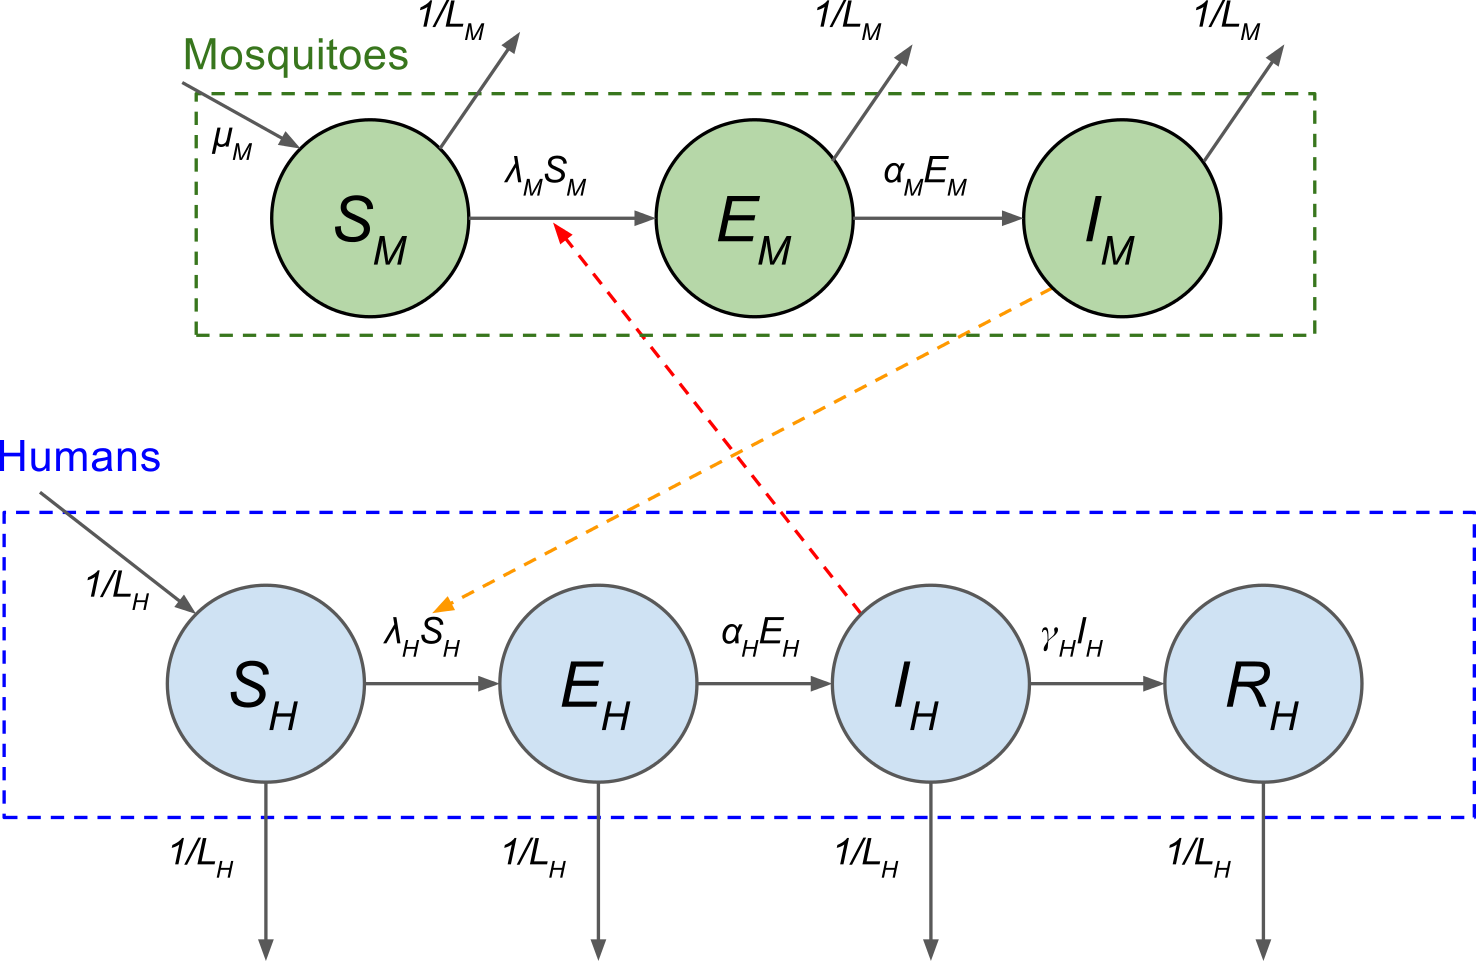 1/L_M 1/L_M 1/L_M
Mosquitoes
μ_M
λ_M S_M α_M E_M
S_M E_M I_M
Humans
1/L_H
λ_H S_H α_H E_H γ_H I_H
S_H E_H I_H R_H
1/L_H 1/L_H 1/L_H 1/L_H